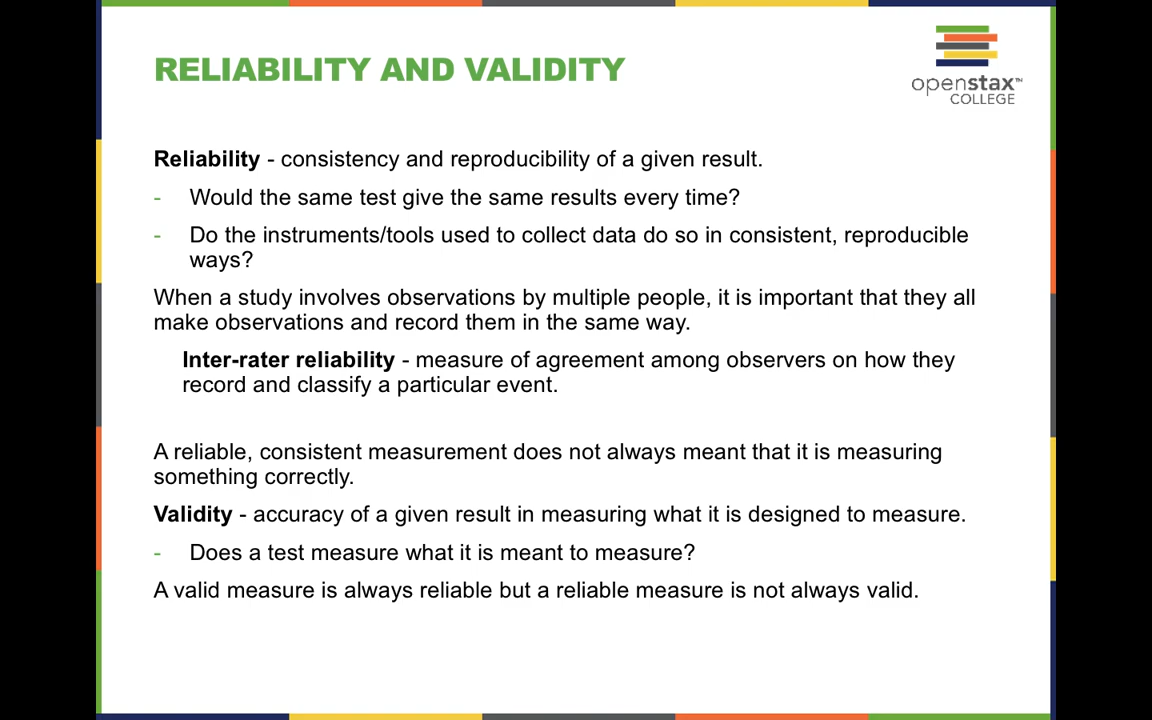 RELIABILITY AND VALIDITY
openstax™
COLLEGE
Reliability - consistency and reproducibility of a given result.
- Would the same test give the same results every time?
- Do the instruments/tools used to collect data do so in consistent, reproducible
ways?
When a study involves observations by multiple people, it is important that they all
make observations and record them in the same way.
Inter-rater reliability - measure of agreement among observers on how they
record and classify a particular event.
A reliable, consistent measurement does not always meant that it is measuring
something correctly.
Validity - accuracy of a given result in measuring what it is designed to measure.
- Does a test measure what it is meant to measure?
A valid measure is always reliable but a reliable measure is not always valid.